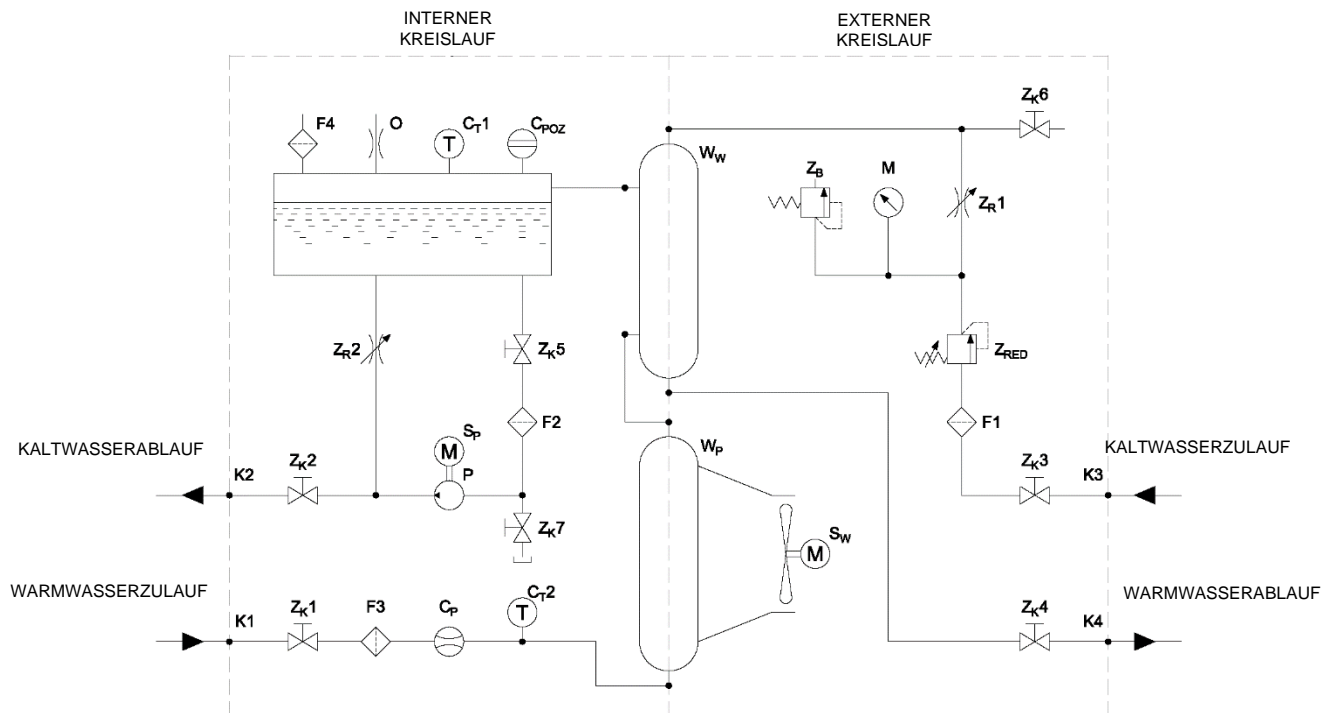 INTERNER
KREISLAUF
EXTERNER
KREISLAUF
F4
O
CT1
CPOZ
WW
ZK6
ZB
M
ZR1
T
ZR2
ZK5
ZRED
F2
F1
SP
M
P
WP
KALTWASSERABLAUF
K2
ZK2
KALTWASSERZULAUF
ZK3
K3
ZK7
SW
M
WARMWASSERZULAUF
K1
ZK1
F3
CP
CT2
T
WARMWASSERABLAUF
ZK4
K4